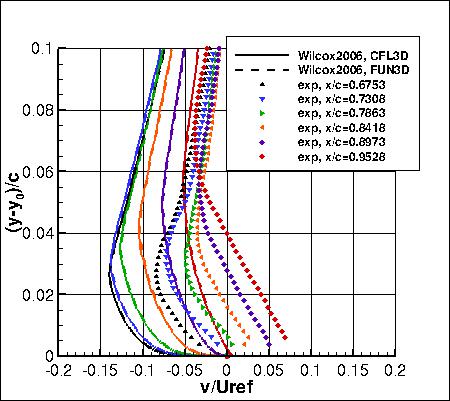 0.1
0.08
0.06
0.04
0.02
0
(y-y0)/c
-0.2 -0.15 -0.1 -0.05 0 0.05 0.1 0.15 0.2
v/Uref
Wilcox2006, CFL3D
Wilcox2006, FUN3D
exp, x/c=0.6753
exp, x/c=0.7308
exp, x/c=0.7863
exp, x/c=0.8418
exp, x/c=0.8973
exp, x/c=0.9528